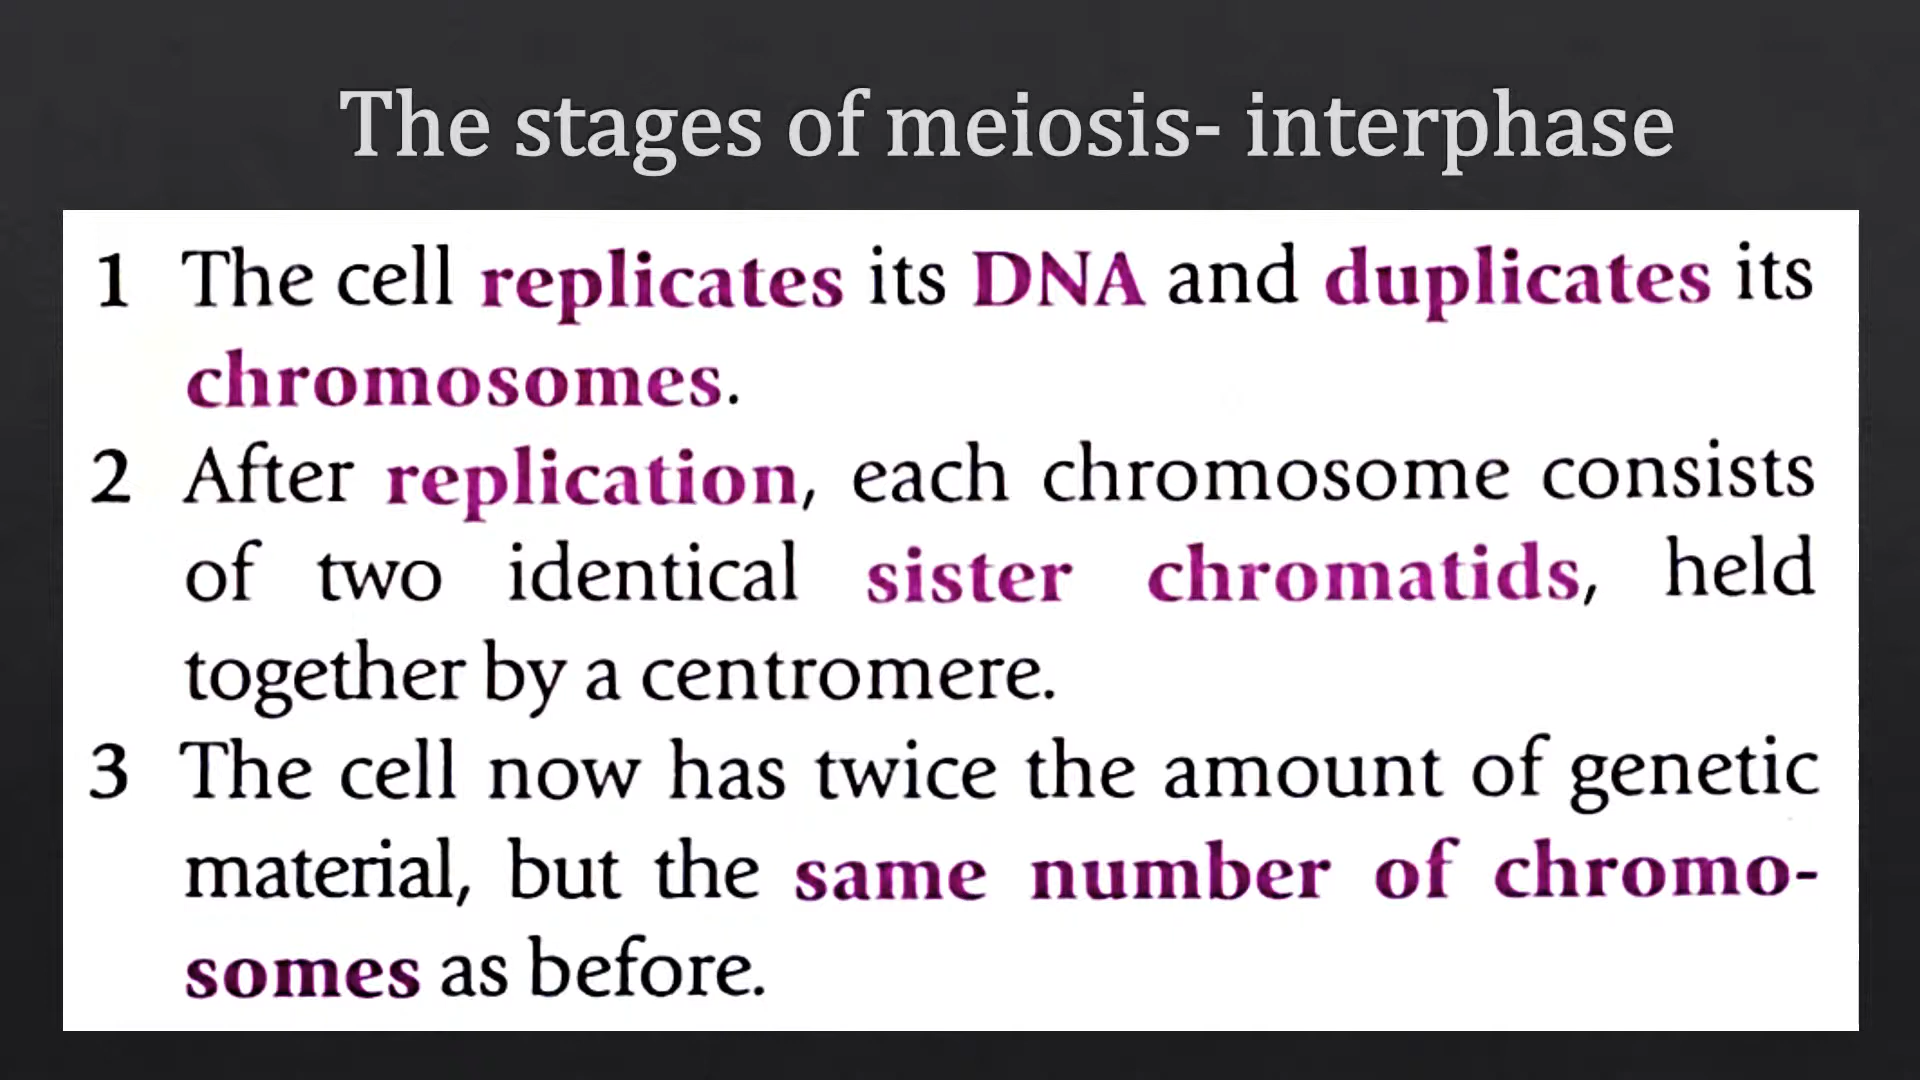 The stages of meiosis- interphase
1 The cell replicates its DNA and duplicates its
chromosomes.
2 After replication, each chromosome consists
of two identical sister chromatids, held
together by a centromere.
3 The cell now has twice the amount of genetic
material, but the same number of chromo-
somes as before.